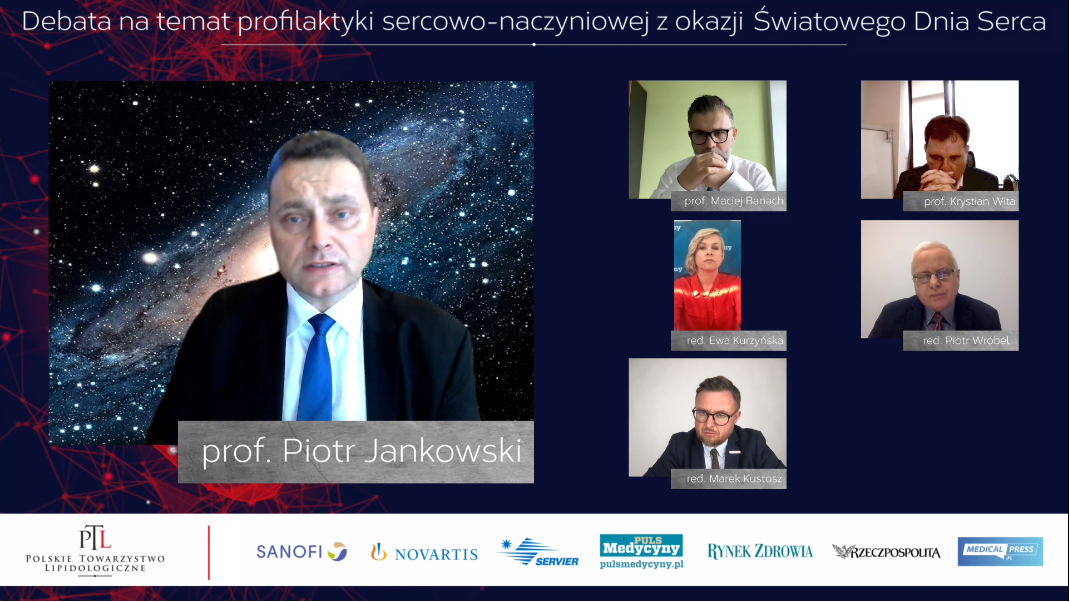 Debata na temat profilaktyki sercowo-naczyniowej z okazji Światowego Dnia Serca
prof. Piotr Jankowski
prof. Maciej Banach
prof. Krystian Wita
red. Ewa Kurzyńska
red. Piotr Wróbel
red. Marek Kustosz
PTL
POLSKIE TOWARZYSTWO
LIPIDOLOGICZNE
SANOFI
NOVARTIS
SERVIER
PULS
Medycyny
pulsmedycyny.pl
RYNEK ZDROWIA
RZECZPOSPOLITA
MEDICAL PRESS